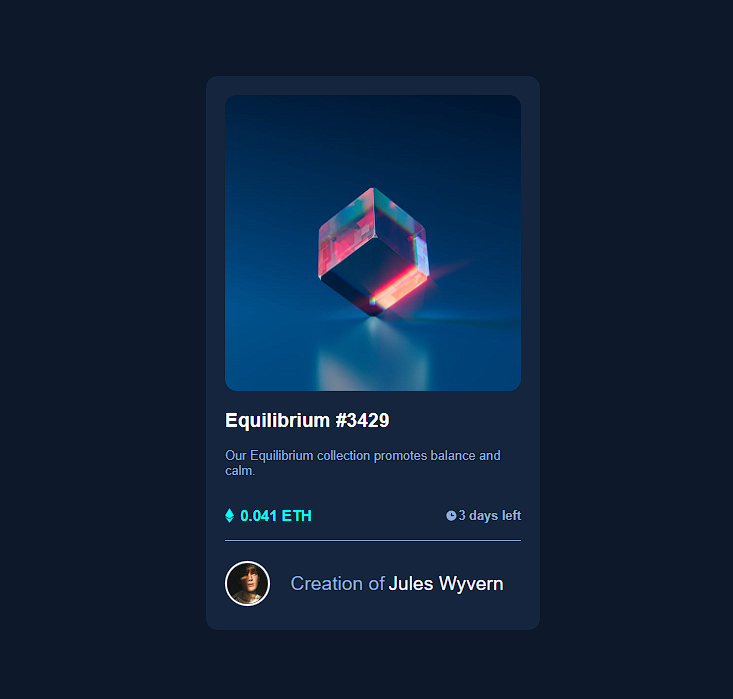 Equilibrium #3429
Our Equilibrium collection promotes balance and
calm.
0.041 ETH 3 days left
Creation of Jules Wyvern